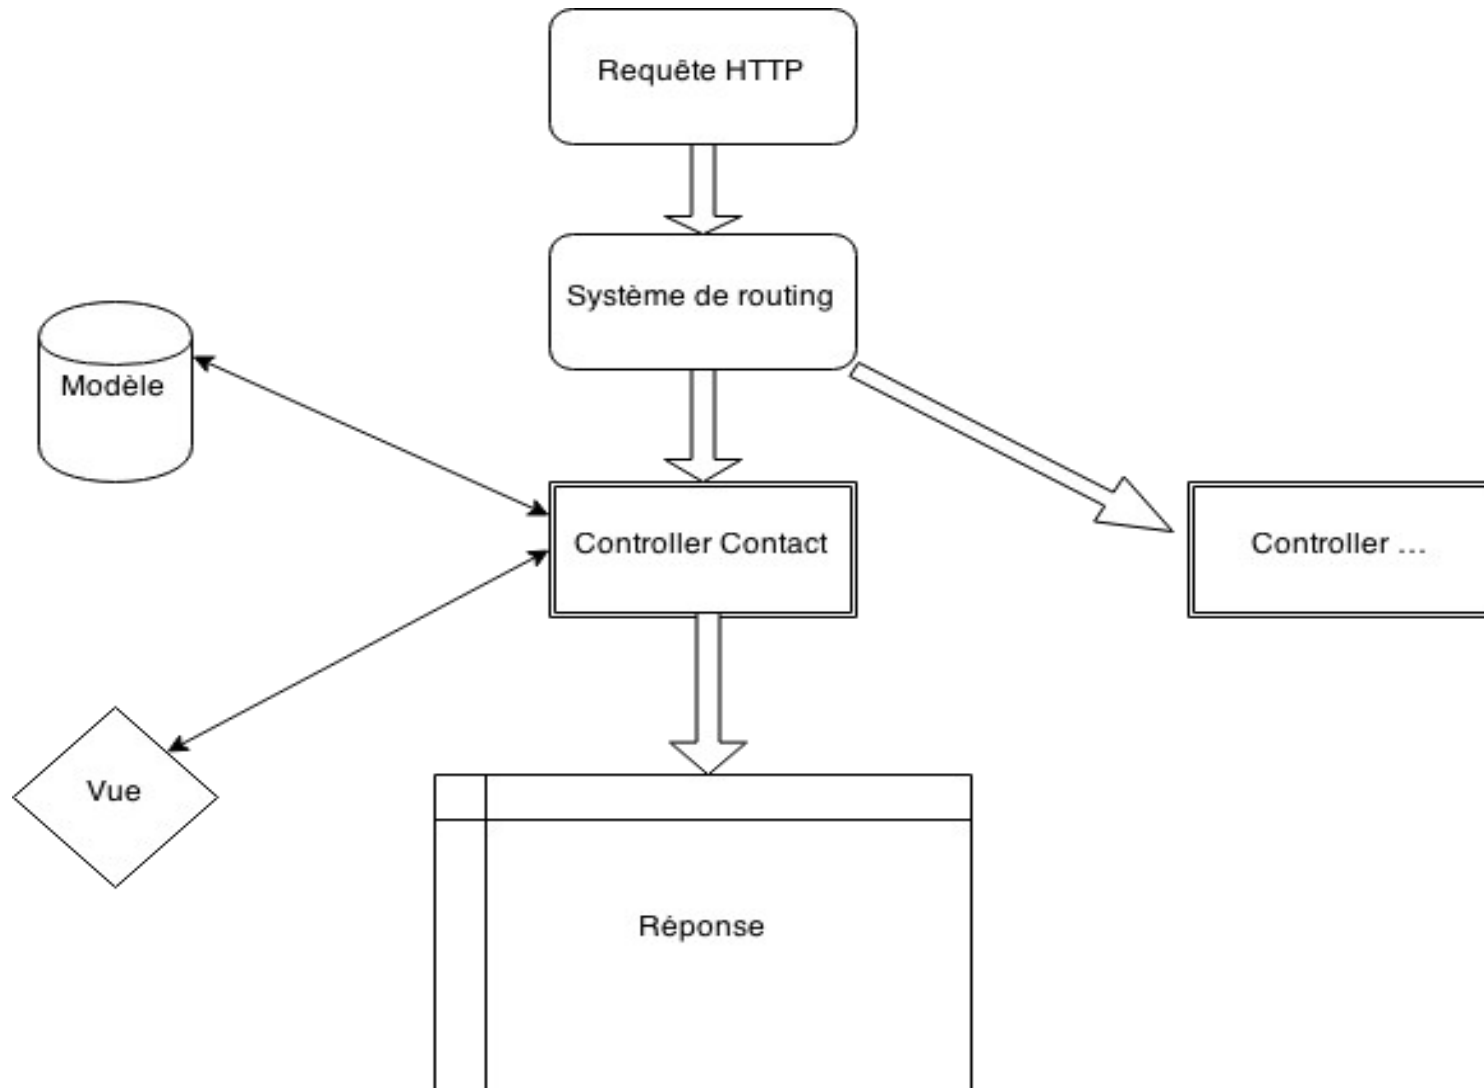 Requête HTTP
Système de routing
Modèle
Controller Contact
Controller ...
Vue
Réponse